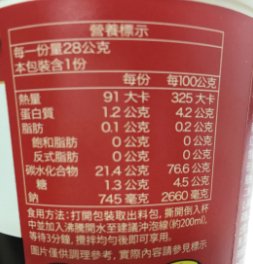 營養標示
每一份量28公克
本包裝含1份
每份 每100公克
熱量 91 大卡 325 大卡
蛋白質 1.2 公克 4.2 公克
脂肪 0.1 公克 0.2 公克
飽和脂肪 0 公克 0 公克
反式脂肪 0 公克 0 公克
碳水化合物 21.4 公克 76.6 公克
糖 1.3 公克 4.5 公克
鈉 745 毫克 2660 毫克
食用方法：打開包裝取出料包，撕開倒入杯
中並加入沸騰開水至建議沖泡線(約200ml)，
等待3分鐘，攪拌均勻後即可享用。
圖片僅供調理參考，實際內容請參見標示